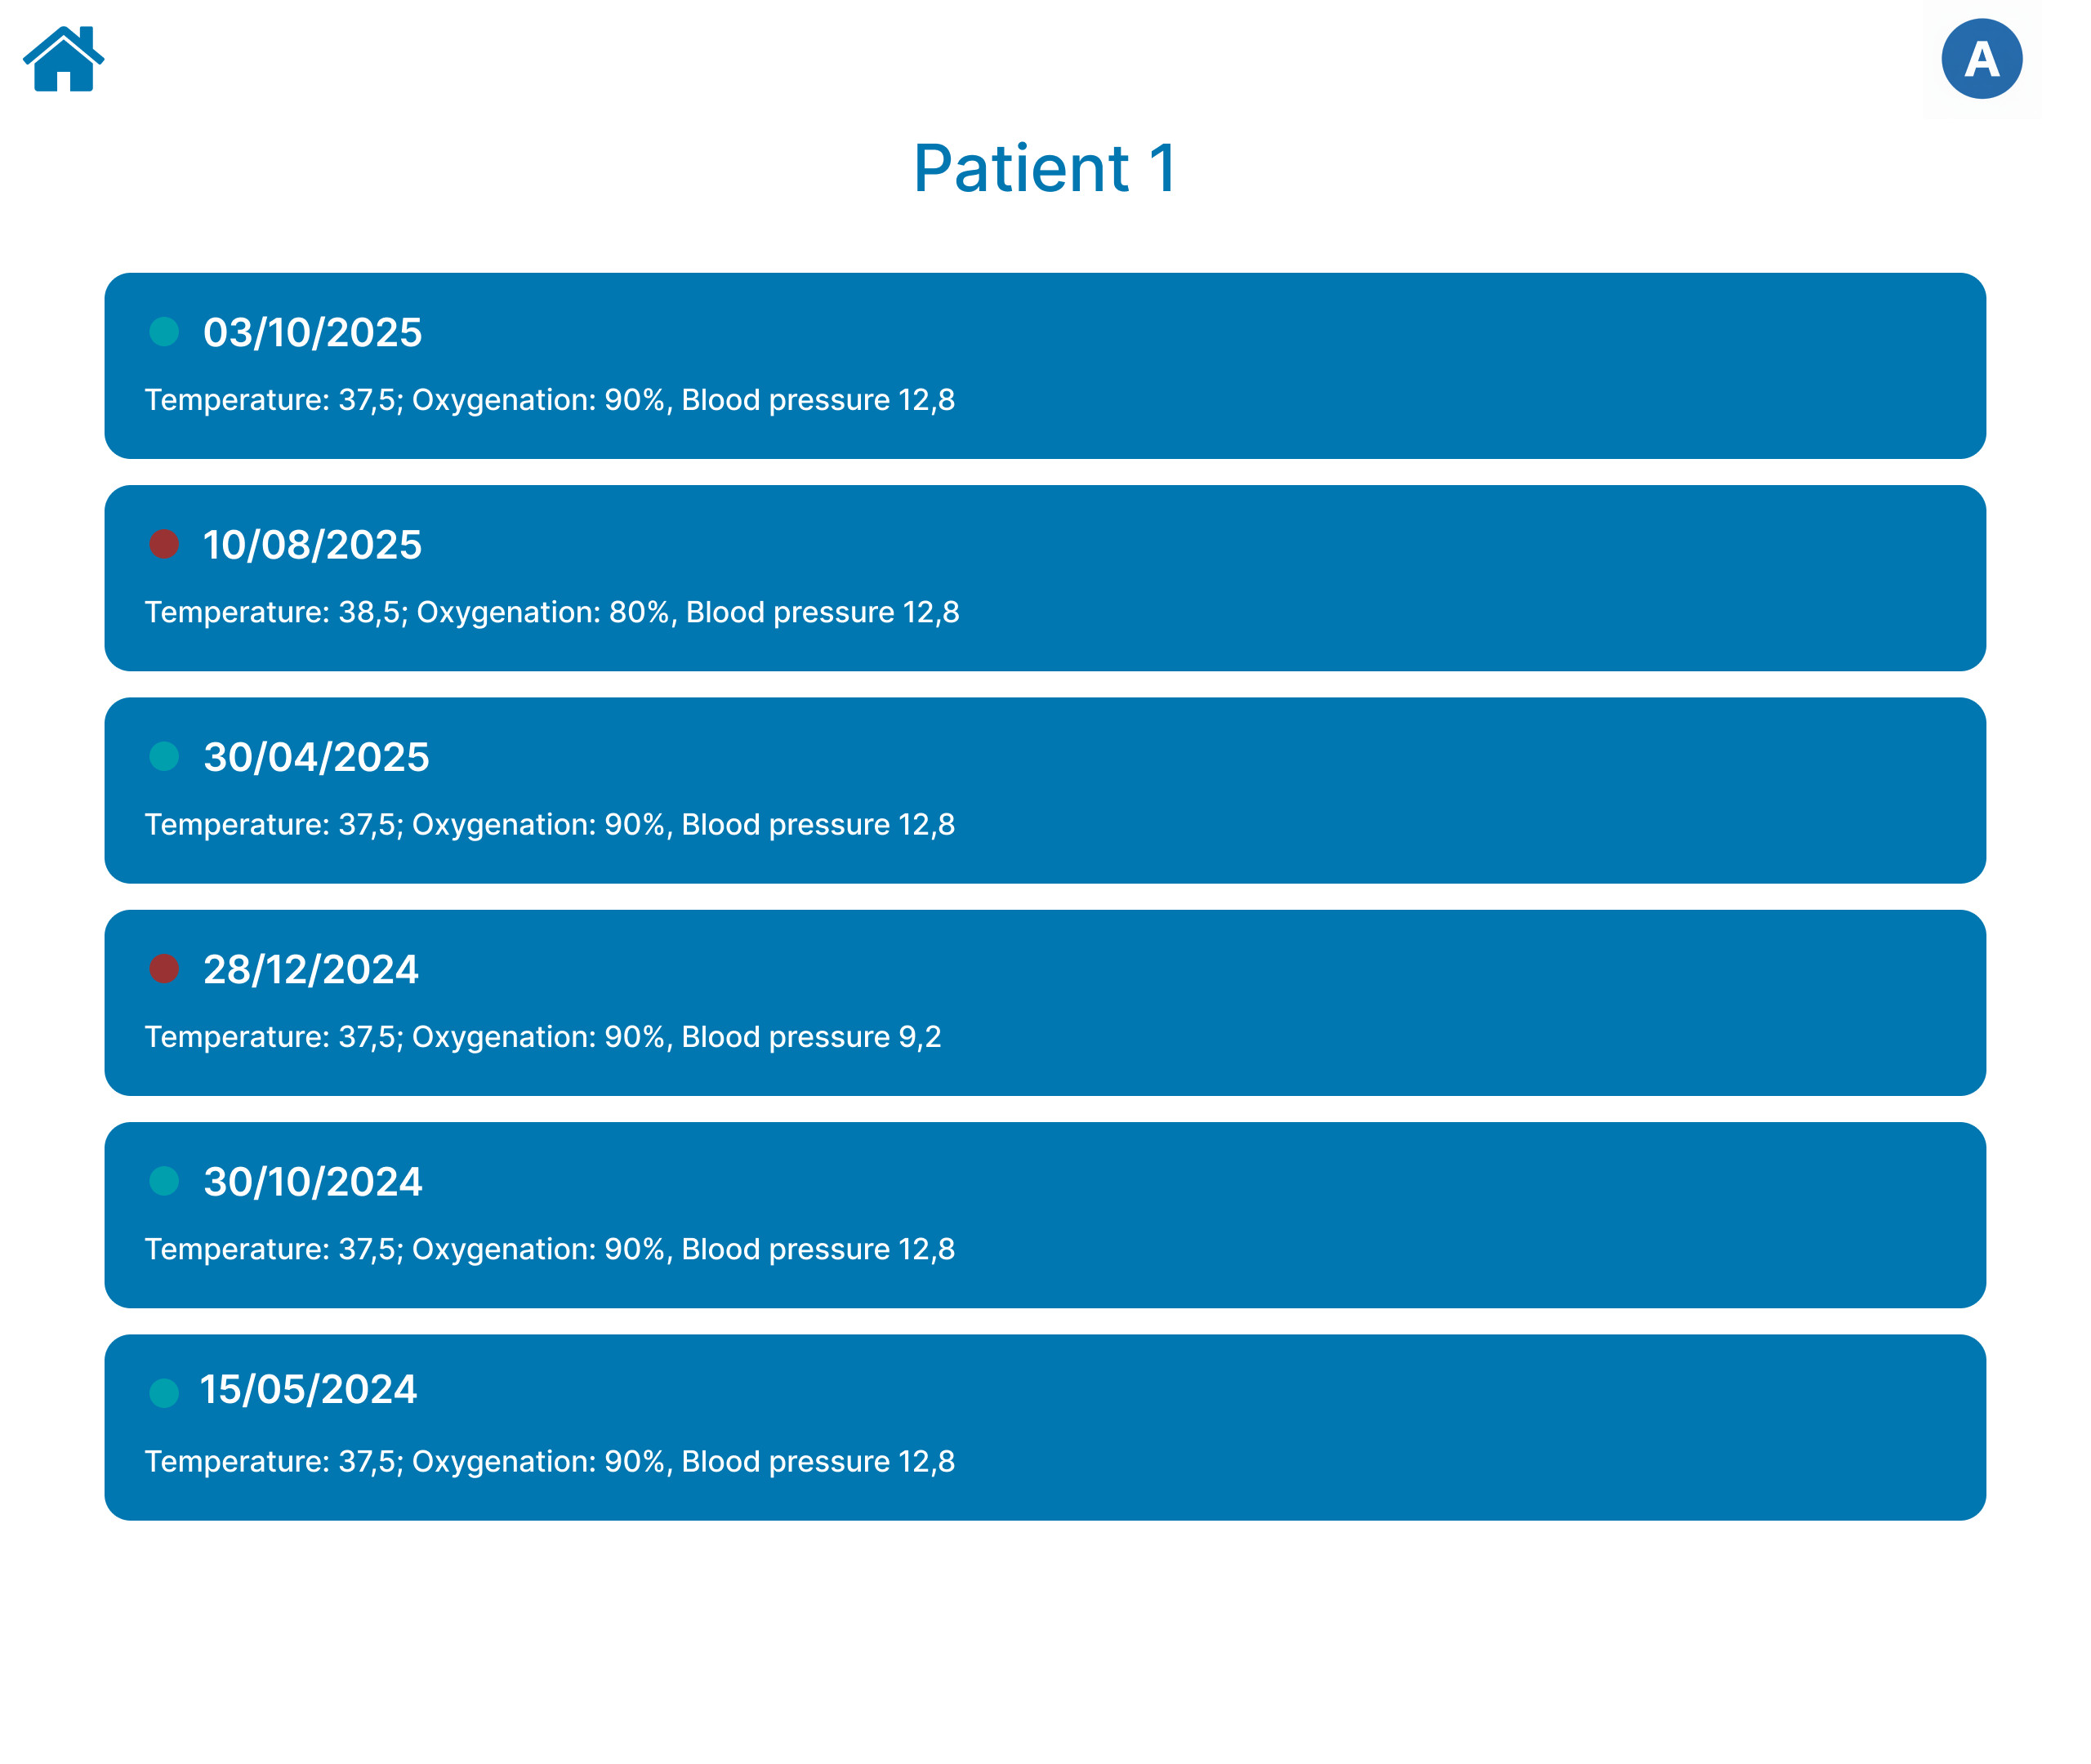 A
Patient 1
03/10/2025
Temperature: 37,5; Oxygenation: 90%, Blood pressure 12,8
10/08/2025
Temperature: 38,5; Oxygenation: 80%, Blood pressure 12,8
30/04/2025
Temperature: 37,5; Oxygenation: 90%, Blood pressure 12,8
28/12/2024
Temperature: 37,5; Oxygenation: 90%, Blood pressure 9,2
30/10/2024
Temperature: 37,5; Oxygenation: 90%, Blood pressure 12,8
15/05/2024
Temperature: 37,5; Oxygenation: 90%, Blood pressure 12,8